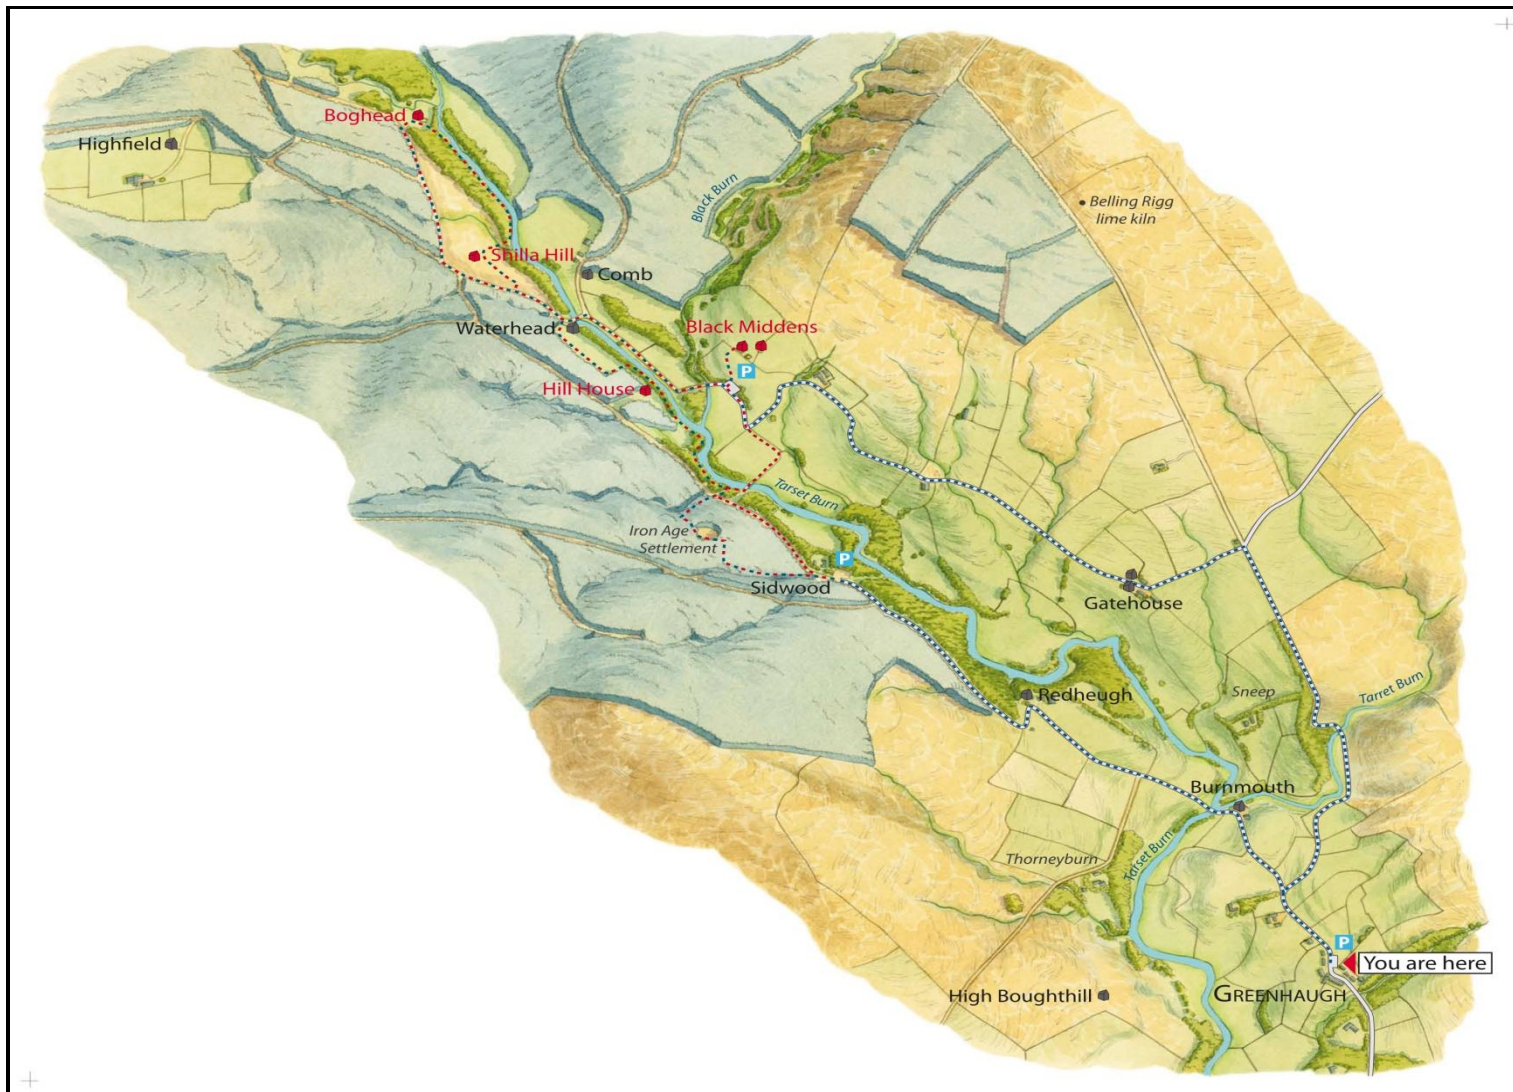 Boghead
Highfield
Black Burn
Belling Rigg
lime kiln
Shilla Hill
Comb
Waterhead
Black Middens
P
Hill House
Tarset Burn
Iron Age
Settlement
P
Sidwood
Gatehouse
Redheugh
Sneep
Tarret Burn
Burnmouth
Thorneyburn
Tarset Burn
P
You are here
High Boughthill
GREENHAUGH